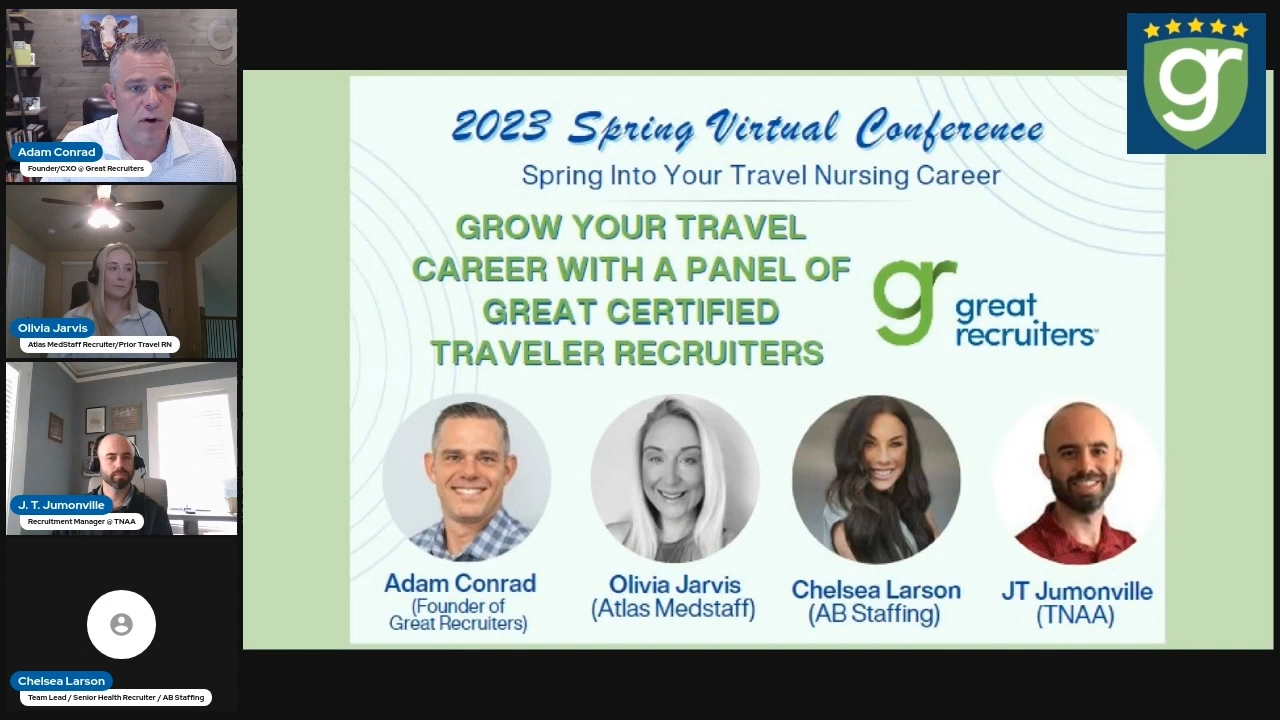 Adam Conrad
Founder/CXO @ Great Recruiters
Olivia Jarvis
Atlas MedStaff Recruiter/Prior Travel RN
J. T. Jumonville
Recruitment Manager @ TNAA
Chelsea Larson
Team Lead / Senior Health Recruiter / AB Staffing
2023 Spring Virtual Conference
Spring Into Your Travel Nursing Career
GROW YOUR TRAVEL
CAREER WITH A PANEL OF
GREAT CERTIFIED
TRAVELER RECRUITERS
gr
great
recruiters™
Adam Conrad
(Founder of
Great Recruiters)
Olivia Jarvis
(Atlas Medstaff)
Chelsea Larson
(AB Staffing)
JT Jumonville
(TNAA)
gr